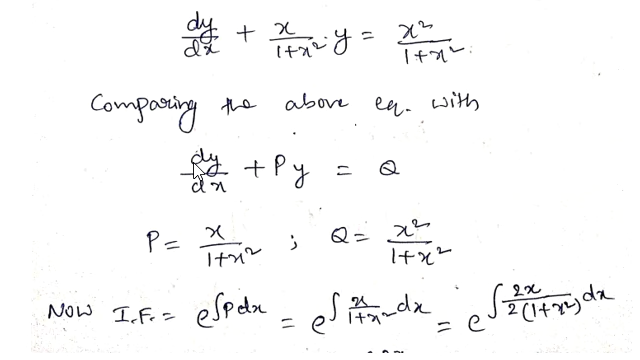 dy/dx + x/(1+x²) · y = x²/(1+x²).
Comparing the above eq. with
dy/dx + Py = Q
P = x/(1+x²) ; Q = x²/(1+x²)
Now I.F. = e^∫Pdx = e^∫ x/(1+x²) dx = e^∫ 2x/(2(1+x²)) dx